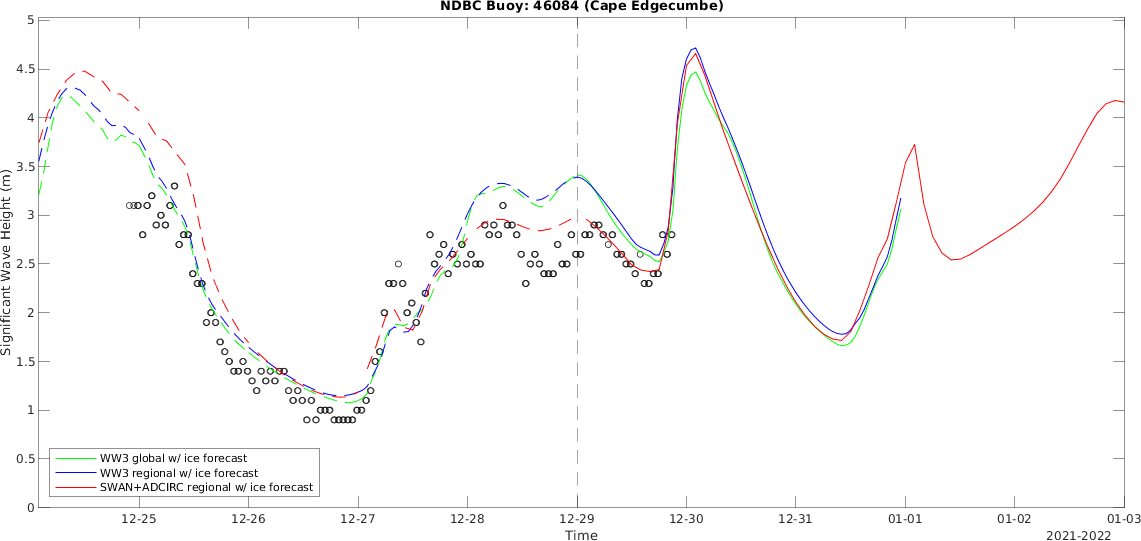 NDBC Buoy: 46084 (Cape Edgecumbe)
5
4.5
4
3.5
3
2.5
2
1.5
1
0.5
0
Significant Wave Height (m)
WW3 global w/ ice forecast
WW3 regional w/ ice forecast
SWAN+ADCIRC regional w/ ice forecast
12-25 12-26 12-27 12-28 12-29 12-30 12-31 01-01 01-02 01-03
Time
2021-2022